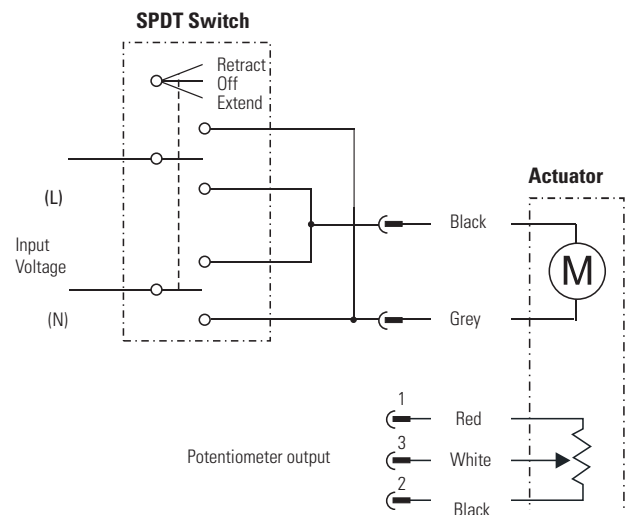 SPDT Switch
Retract
Off
Extend
(L)
Input
Voltage
(N)
Actuator
Black
M
Grey
1
Red
Potentiometer output
3
White
2
Black